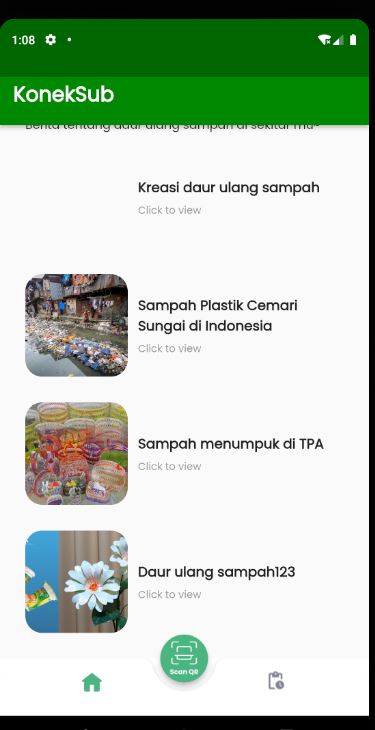 1:08
KonekSub
Berita tentang daur ulang sampah di sekitar mu~
Kreasi daur ulang sampah
Click to view
Sampah Plastik Cemari
Sungai di Indonesia
Click to view
Sampah menumpuk di TPA
Click to view
Daur ulang sampah123
Click to view
Scan QR